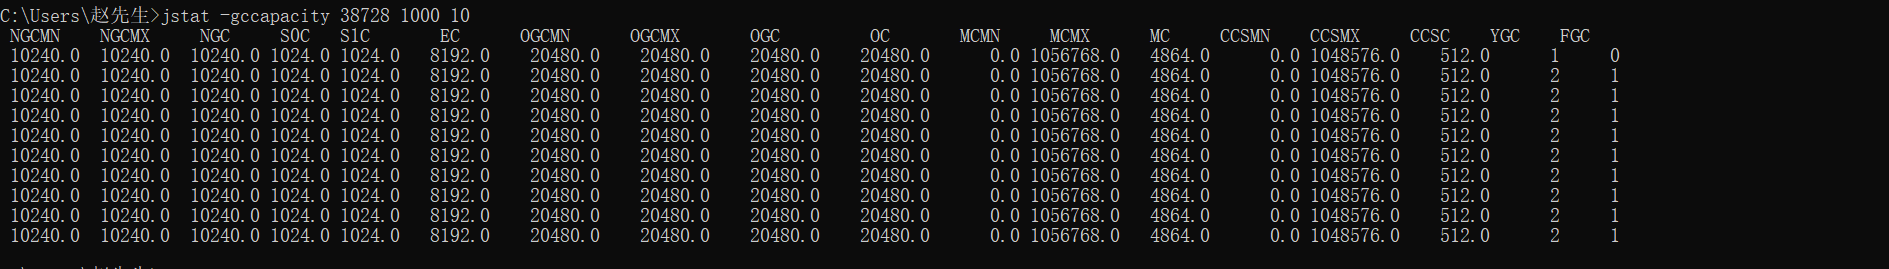 C:\Users\赵先生>jstat -gccapacity 38728 1000 10
NGCMN NGCMX NGC S0C S1C EC OGCMN OGCMX OGC OC MCMN MCMX MC CCSMN CCSMX CCSC YGC FGC
10240.0 10240.0 10240.0 1024.0 1024.0 8192.0 20480.0 20480.0 20480.0 20480.0 0.0 1056768.0 4864.0 0.0 1048576.0 512.0 1 0
10240.0 10240.0 10240.0 1024.0 1024.0 8192.0 20480.0 20480.0 20480.0 20480.0 0.0 1056768.0 4864.0 0.0 1048576.0 512.0 2 1
10240.0 10240.0 10240.0 1024.0 1024.0 8192.0 20480.0 20480.0 20480.0 20480.0 0.0 1056768.0 4864.0 0.0 1048576.0 512.0 2 1
10240.0 10240.0 10240.0 1024.0 1024.0 8192.0 20480.0 20480.0 20480.0 20480.0 0.0 1056768.0 4864.0 0.0 1048576.0 512.0 2 1
10240.0 10240.0 10240.0 1024.0 1024.0 8192.0 20480.0 20480.0 20480.0 20480.0 0.0 1056768.0 4864.0 0.0 1048576.0 512.0 2 1
10240.0 10240.0 10240.0 1024.0 1024.0 8192.0 20480.0 20480.0 20480.0 20480.0 0.0 1056768.0 4864.0 0.0 1048576.0 512.0 2 1
10240.0 10240.0 10240.0 1024.0 1024.0 8192.0 20480.0 20480.0 20480.0 20480.0 0.0 1056768.0 4864.0 0.0 1048576.0 512.0 2 1
10240.0 10240.0 10240.0 1024.0 1024.0 8192.0 20480.0 20480.0 20480.0 20480.0 0.0 1056768.0 4864.0 0.0 1048576.0 512.0 2 1
10240.0 10240.0 10240.0 1024.0 1024.0 8192.0 20480.0 20480.0 20480.0 20480.0 0.0 1056768.0 4864.0 0.0 1048576.0 512.0 2 1
10240.0 10240.0 10240.0 1024.0 1024.0 8192.0 20480.0 20480.0 20480.0 20480.0 0.0 1056768.0 4864.0 0.0 1048576.0 512.0 2 1